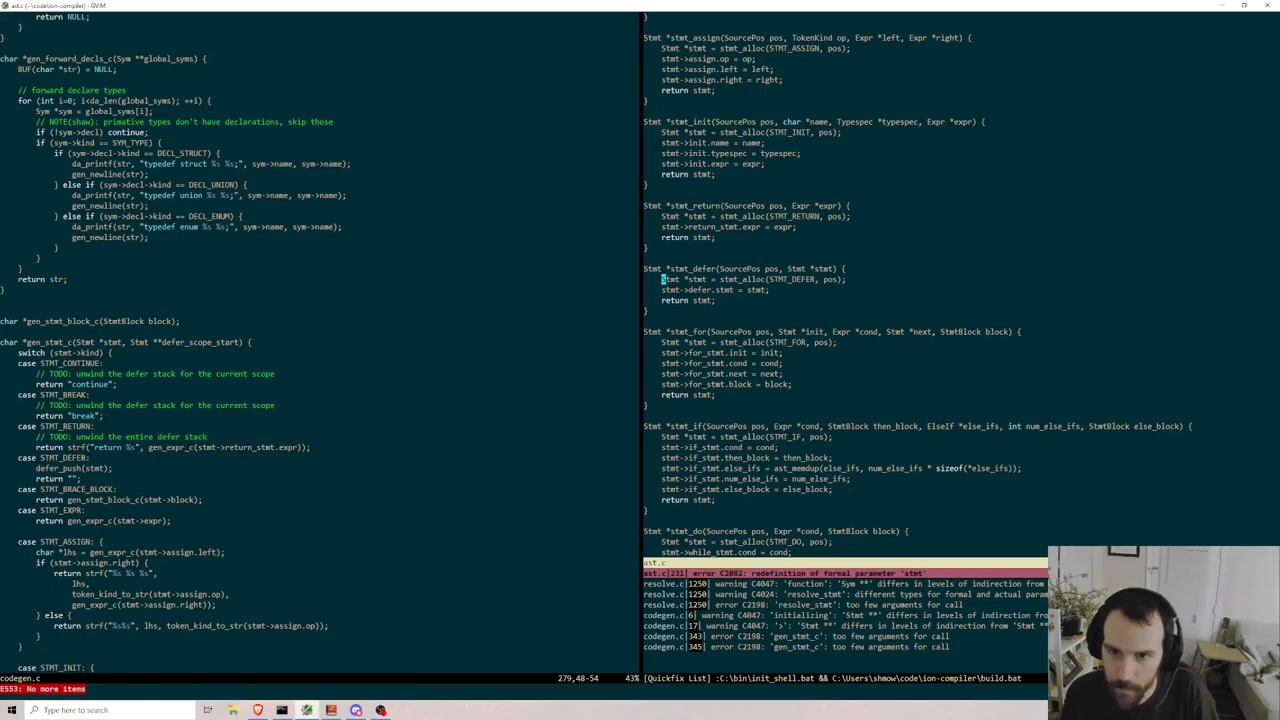 ast.c (~\code\ion-compiler) - GVIM
        return NULL;
    }
}
char *gen_forward_decls_c(Sym **global_syms) {
    BUF(char *str) = NULL;
    // forward declare types
    for (int i=0; i<da_len(global_syms); ++i) {
        Sym *sym = global_syms[i];
        // NOTE(shaw): primative types don't have declarations, skip those
        if (!sym->decl) continue;
        if (sym->kind == SYM_TYPE) {
            if (sym->decl->kind == DECL_STRUCT) {
                da_printf(str, "typedef struct %s %s;", sym->name, sym->name);
                gen_newline(str);
            } else if (sym->decl->kind == DECL_UNION) {
                da_printf(str, "typedef union %s %s;", sym->name, sym->name);
                gen_newline(str);
            } else if (sym->decl->kind == DECL_ENUM) {
                da_printf(str, "typedef enum %s %s;", sym->name, sym->name);
                gen_newline(str);
            }
        }
    }
    return str;
}
char *gen_stmt_block_c(StmtBlock block);
char *gen_stmt_c(Stmt *stmt, Stmt **defer_scope_start) {
    switch (stmt->kind) {
    case STMT_CONTINUE:
        // TODO: unwind the defer stack for the current scope
        return "continue";
    case STMT_BREAK:
        // TODO: unwind the defer stack for the current scope
        return "break";
    case STMT_RETURN:
        // TODO: unwind the entire defer stack
        return strf("return %s", gen_expr_c(stmt->return_stmt.expr));
    case STMT_DEFER:
        defer_push(stmt);
        return "";
    case STMT_BRACE_BLOCK:
        return gen_stmt_block_c(stmt->block);
    case STMT_EXPR:
        return gen_expr_c(stmt->expr);
    case STMT_ASSIGN: {
        char *lhs = gen_expr_c(stmt->assign.left);
        if (stmt->assign.right) {
            return strf("%s %s %s",
                lhs,
                token_kind_to_str(stmt->assign.op),
                gen_expr_c(stmt->assign.right));
        } else {
            return strf("%s%s", lhs, token_kind_to_str(stmt->assign.op));
        }
    }
    case STMT_INIT: {
codegen.c 279,48-54 43%
E553: No more items
}
Stmt *stmt_assign(SourcePos pos, TokenKind op, Expr *left, Expr *right) {
    Stmt *stmt = stmt_alloc(STMT_ASSIGN, pos);
    stmt->assign.op = op;
    stmt->assign.left = left;
    stmt->assign.right = right;
    return stmt;
}
Stmt *stmt_init(SourcePos pos, char *name, Typespec *typespec, Expr *expr) {
    Stmt *stmt = stmt_alloc(STMT_INIT, pos);
    stmt->init.name = name;
    stmt->init.typespec = typespec;
    stmt->init.expr = expr;
    return stmt;
}
Stmt *stmt_return(SourcePos pos, Expr *expr) {
    Stmt *stmt = stmt_alloc(STMT_RETURN, pos);
    stmt->return_stmt.expr = expr;
    return stmt;
}
Stmt *stmt_defer(SourcePos pos, Stmt *stmt) {
    Stmt *stmt = stmt_alloc(STMT_DEFER, pos);
    stmt->defer.stmt = stmt;
    return stmt;
}
Stmt *stmt_for(SourcePos pos, Stmt *init, Expr *cond, Stmt *next, StmtBlock block) {
    Stmt *stmt = stmt_alloc(STMT_FOR, pos);
    stmt->for_stmt.init = init;
    stmt->for_stmt.cond = cond;
    stmt->for_stmt.next = next;
    stmt->for_stmt.block = block;
    return stmt;
}
Stmt *stmt_if(SourcePos pos, Expr *cond, StmtBlock then_block, ElseIf *else_ifs, int num_else_ifs, StmtBlock else_block) {
    Stmt *stmt = stmt_alloc(STMT_IF, pos);
    stmt->if_stmt.cond = cond;
    stmt->if_stmt.then_block = then_block;
    stmt->if_stmt.else_ifs = ast_memdup(else_ifs, num_else_ifs * sizeof(*else_ifs));
    stmt->if_stmt.num_else_ifs = num_else_ifs;
    stmt->if_stmt.else_block = else_block;
    return stmt;
}
Stmt *stmt_do(SourcePos pos, Expr *cond, StmtBlock block) {
    Stmt *stmt = stmt_alloc(STMT_DO, pos);
    stmt->while_stmt.cond = cond;
ast.c
ast.c|231| error C2082: redefinition of formal parameter 'stmt'
resolve.c|1250| warning C4047: 'function': 'Sym **' differs in levels of indirection from
resolve.c|1250| warning C4024: 'resolve_stmt': different types for formal and actual
resolve.c|1250| error C2198: 'resolve_stmt': too few arguments for call
codegen.c|6| warning C4047: 'initializing': 'Stmt **' differs in levels of indirection from
codegen.c|17| warning C4047: '>': 'Stmt **' differs in levels of indirection from 'Stmt
codegen.c|343| error C2198: 'gen_stmt_c': too few arguments for call
codegen.c|345| error C2198: 'gen_stmt_c': too few arguments for call
[Quickfix List] :C:\bin\init_shell.bat && C:\Users\shmow\code\ion-compiler\build.bat
Type here to search